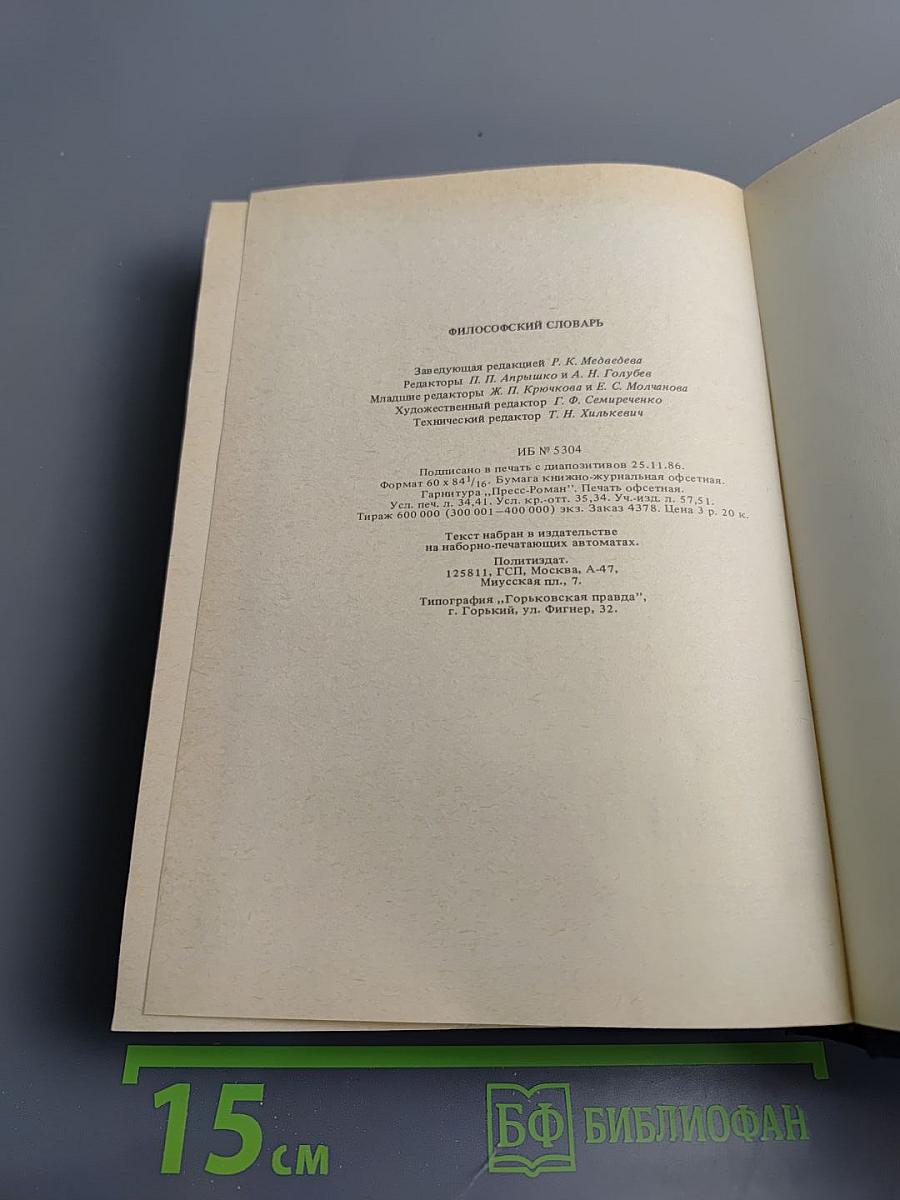 ФИЛОСОФСКИЙ СЛОВАРЬ
Заведующая редакцией Р. К. Медведева
Редакторы П. П. Апрышко и А. Н. Голубев
Младшие редакторы Ж. П. Крючкова и Е. С. Молчанова
Художественный редактор Г. Ф. Семиреченко
Технический редактор Т. Н. Хилькевич
ИБ № 5304
Подписано в печать с диапозитивов 25.11.86.
Формат 60 х 84 1/16. Бумага книжно-журнальная офсетная.
Гарнитура „Пресс-Роман”. Печать офсетная.
Усл. печ. л. 34,41. Усл. кр.-отт. 35,34. Уч.-изд. л. 57,51.
Тираж 600 000 (300 001—400 000) экз. Заказ 4378. Цена 3 р. 20 к.
Текст набран в издательстве
на наборно-печатающих автоматах.
Политиздат.
125811, ГСП, Москва, А-47,
Миусская пл., 7.
Типография „Горьковская правда”,
г. Горький, ул. Фигнер, 32.
15 см
БФ БИБЛИОФАН